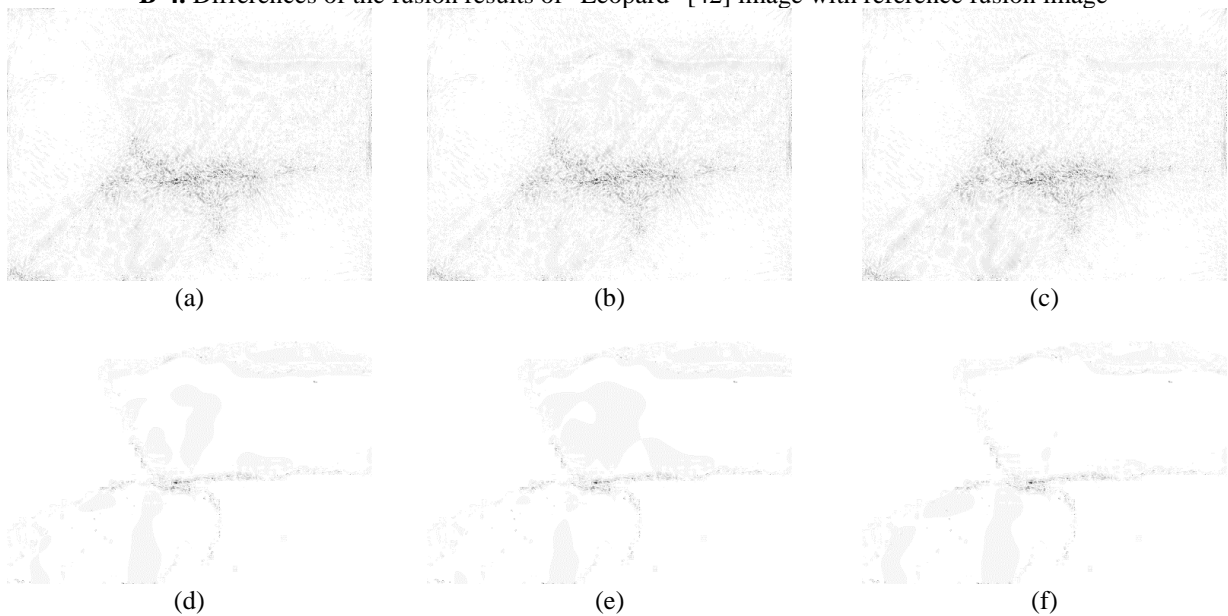 Differences of the fusion results of "Leopard" [42] image with reference fusion image
(a) (b) (c)
(d) (e) (f)